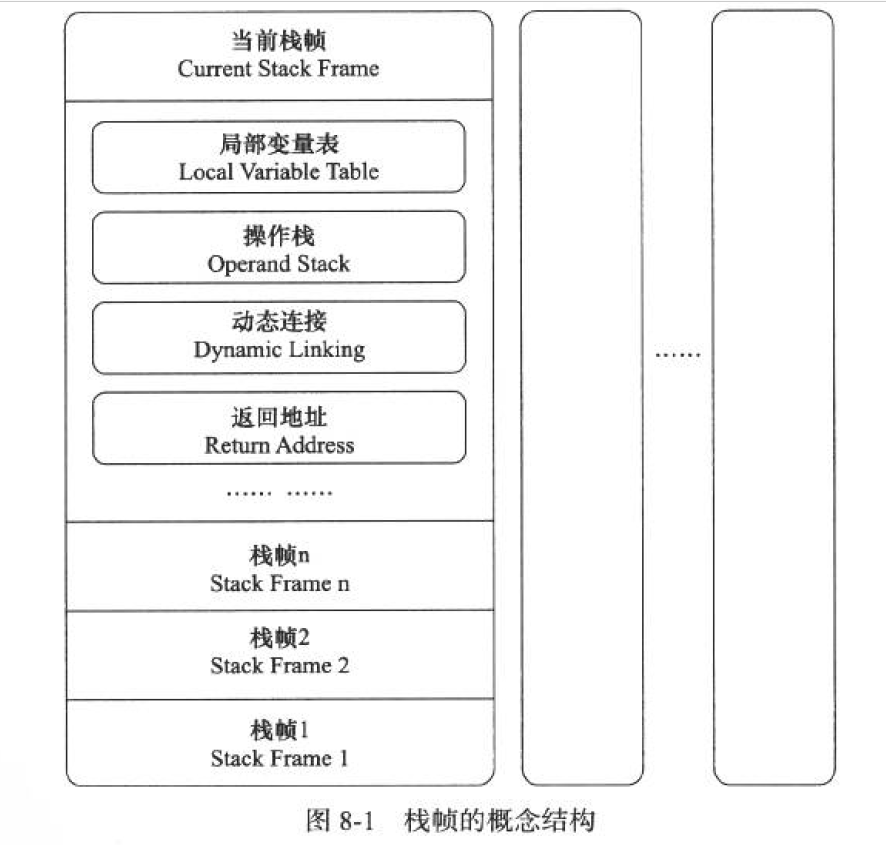 当前栈帧
Current Stack Frame
局部变量表
Local Variable Table
操作栈
Operand Stack
动态连接
Dynamic Linking
返回地址
Return Address
…… ……
栈帧n
Stack Frame n
栈帧2
Stack Frame 2
栈帧1
Stack Frame 1
……
图 8-1 栈帧的概念结构